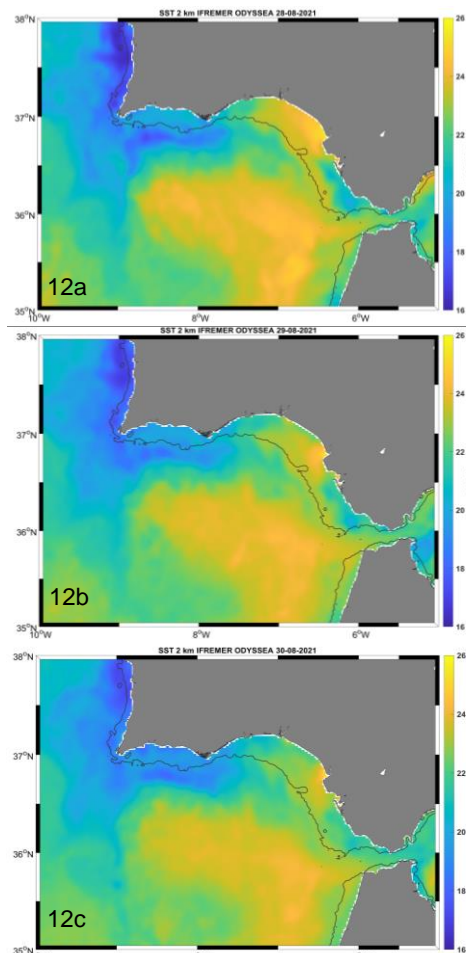 SST 2 km IFREMER ODYSSEA 28-08-2021
38°N
37°N
36°N
35°N
10°W
8°W
6°W
26
24
22
20
18
16
12a
SST 2 km IFREMER ODYSSEA 29-08-2021
38°N
37°N
36°N
35°N
10°W
8°W
6°W
26
24
22
20
18
16
12b
SST 2 km IFREMER ODYSSEA 30-08-2021
38°N
37°N
36°N
35°N
26
24
22
20
18
16
12c